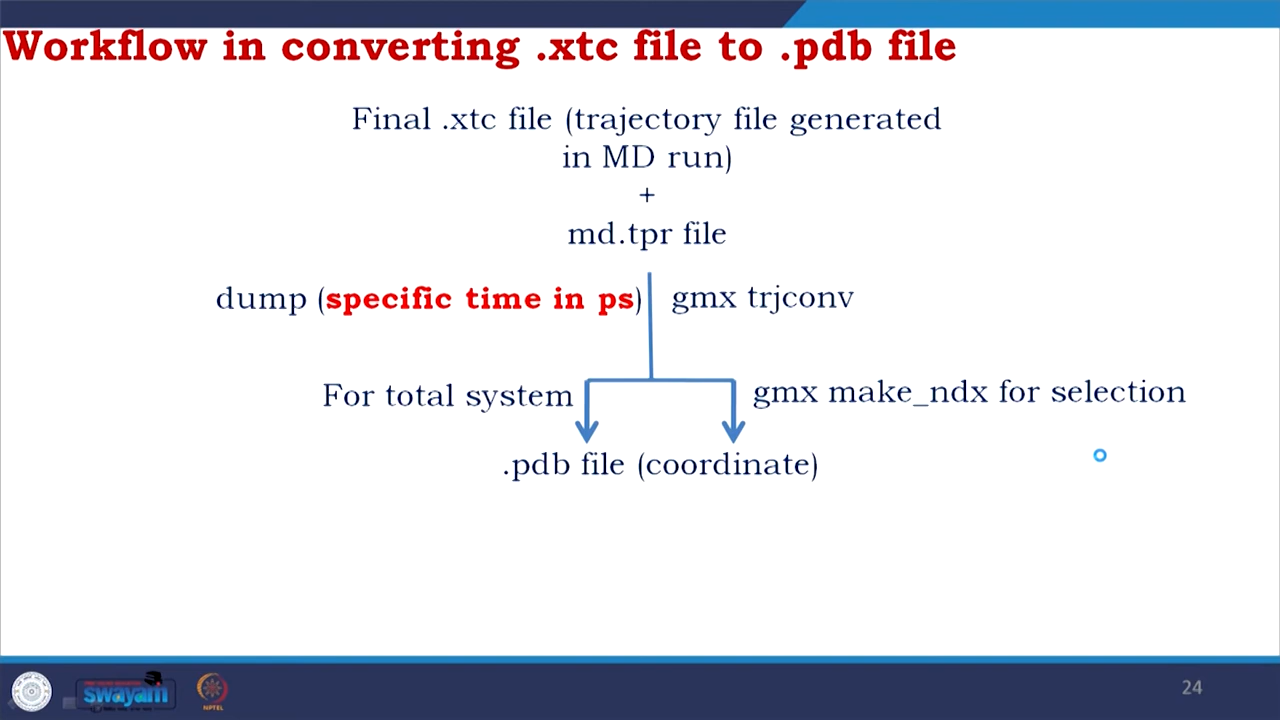 Workflow in converting .xtc file to .pdb file
Final .xtc file (trajectory file generated
in MD run)
+
md.tpr file
dump (specific time in ps) gmx trjconv
For total system gmx make_ndx for selection
.pdb file (coordinate)
swayam
NPTEL
24